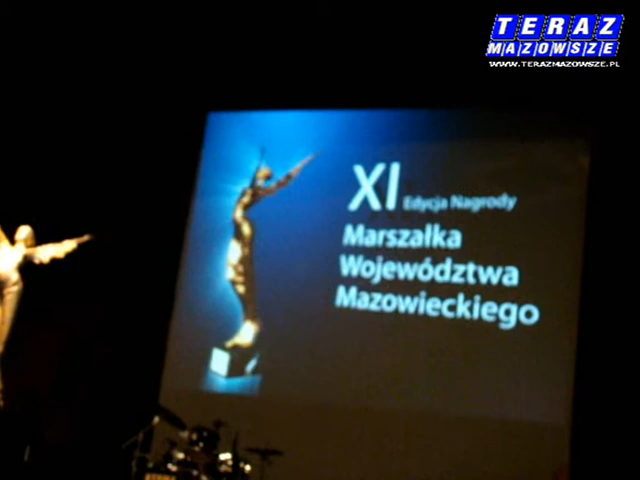 TERAZ
MAZOWSZE
WWW.TERAZMAZOWSZE.PL
XI Edycja Nagrody
Marszałka
Województwa
Mazowieckiego